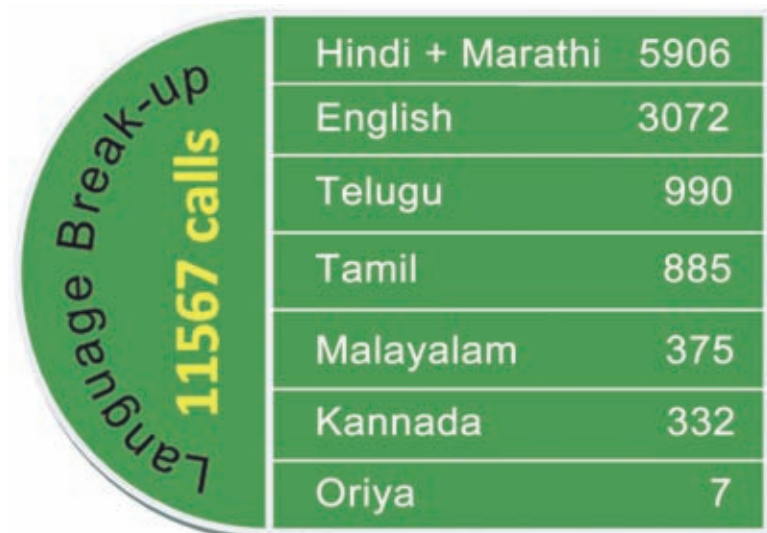 Language Break-up
11567 calls
Hindi + Marathi 5906
English 3072
Telugu 990
Tamil 885
Malayalam 375
Kannada 332
Oriya 7